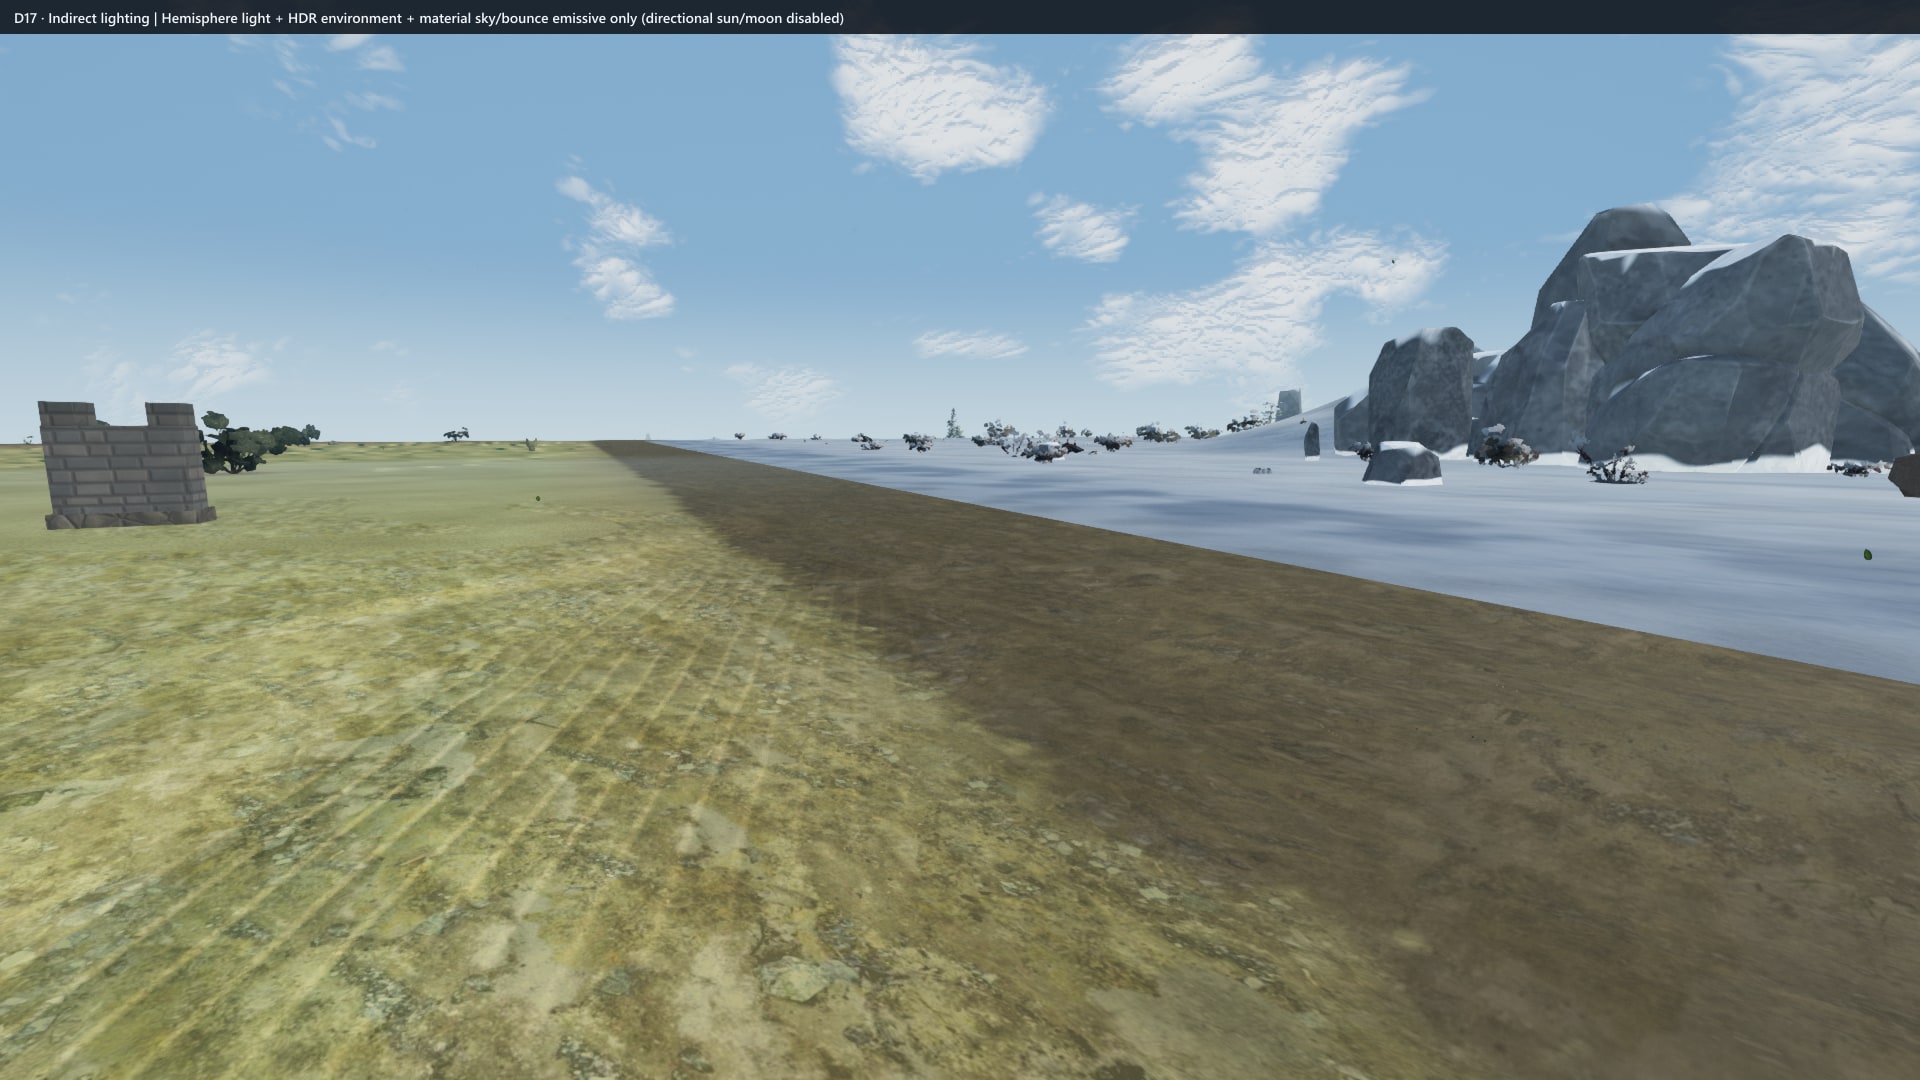 D17 · Indirect lighting | Hemisphere light + HDR environment + material sky/bounce emissive only (directional sun/moon disabled)